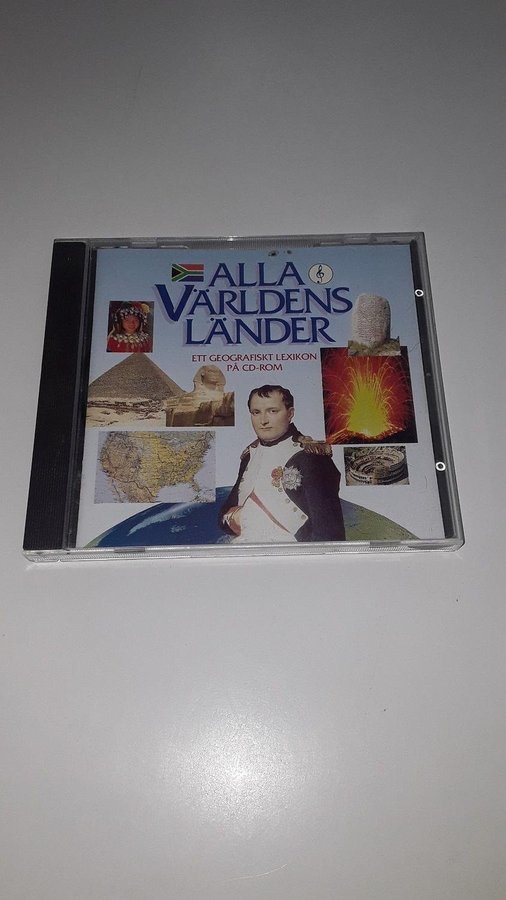 ALLA
VÄRLDENS
LÄNDER
ETT GEOGRAFISKT LEXIKON
PÅ CD-ROM